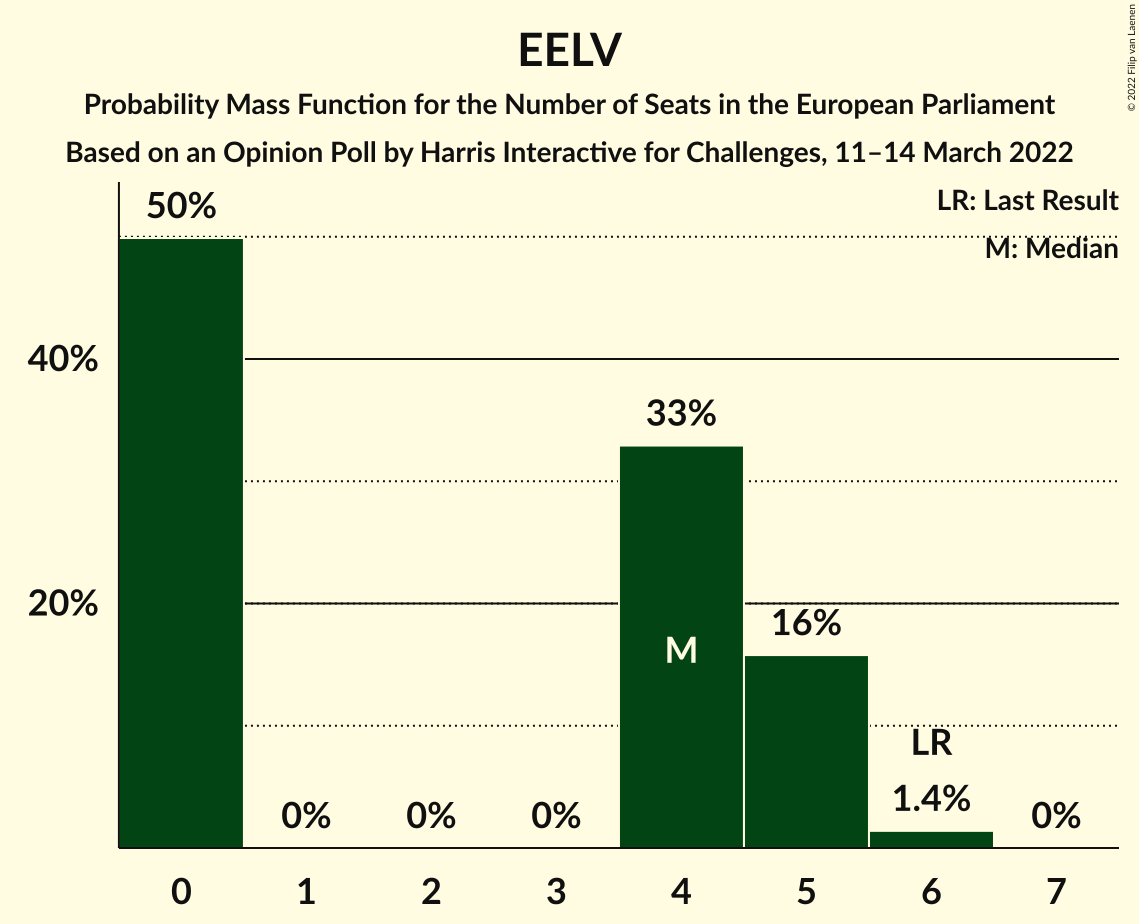 EELV
Probability Mass Function for the Number of Seats in the European Parliament
Based on an Opinion Poll by Harris Interactive for Challenges, 11–14 March 2022
© 2022 Filip van Laenen
LR: Last Result
M: Median
50%
40%
33%
20%
16%
M
LR
1.4%
0%
0%
0%
0%
0
1
2
3
4
5
6
7